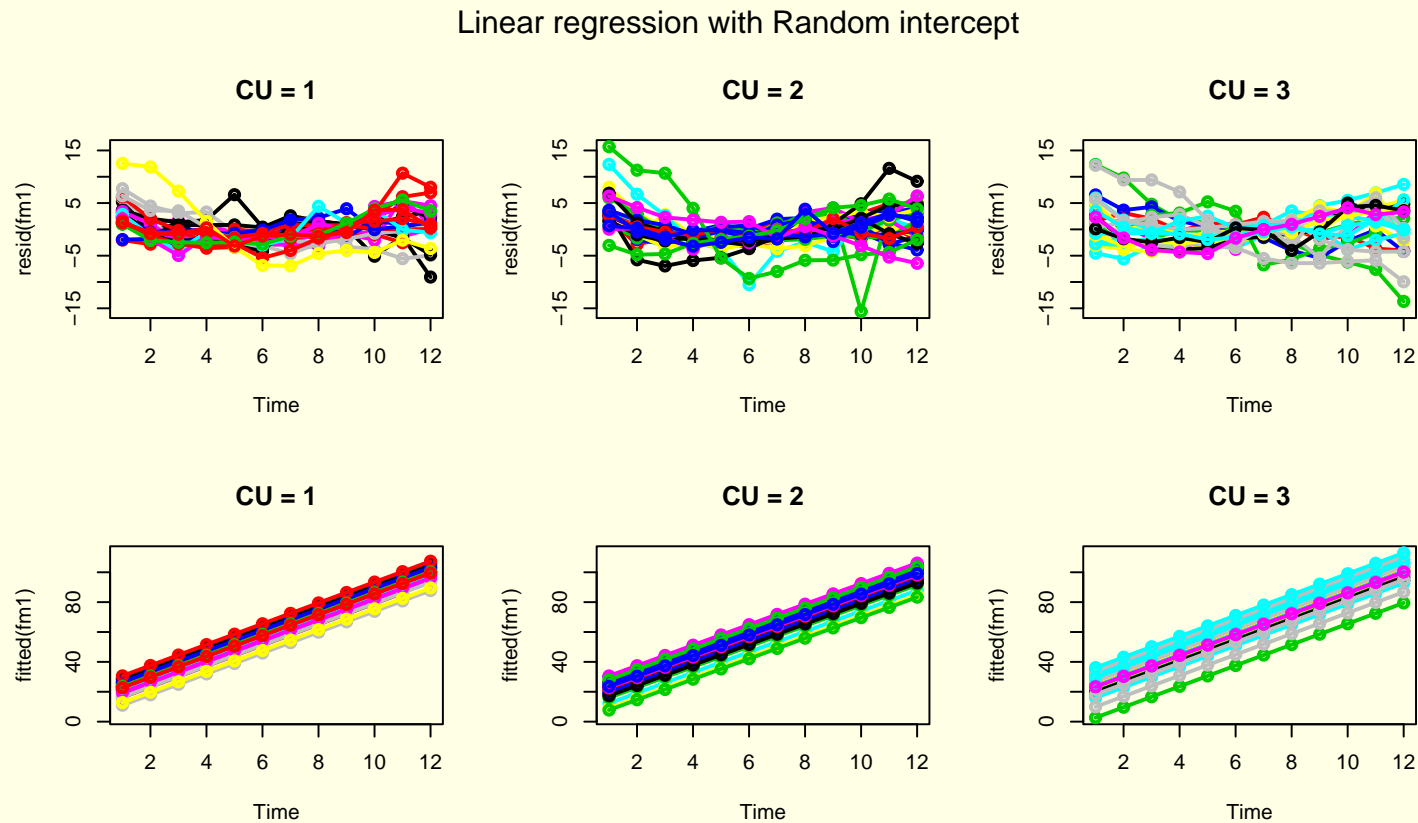 Linear regression with Random intercept
CU = 1
CU = 2
CU = 3
resid(fm1)
15
5
−5
−15
2 4 6 8 10 12
Time
resid(fm1)
15
5
−5
−15
2 4 6 8 10 12
Time
resid(fm1)
15
5
−5
−15
2 4 6 8 10 12
Time
CU = 1
CU = 2
CU = 3
fitted(fm1)
80
40
0
2 4 6 8 10 12
Time
fitted(fm1)
80
40
0
2 4 6 8 10 12
Time
fitted(fm1)
80
40
0
2 4 6 8 10 12
Time